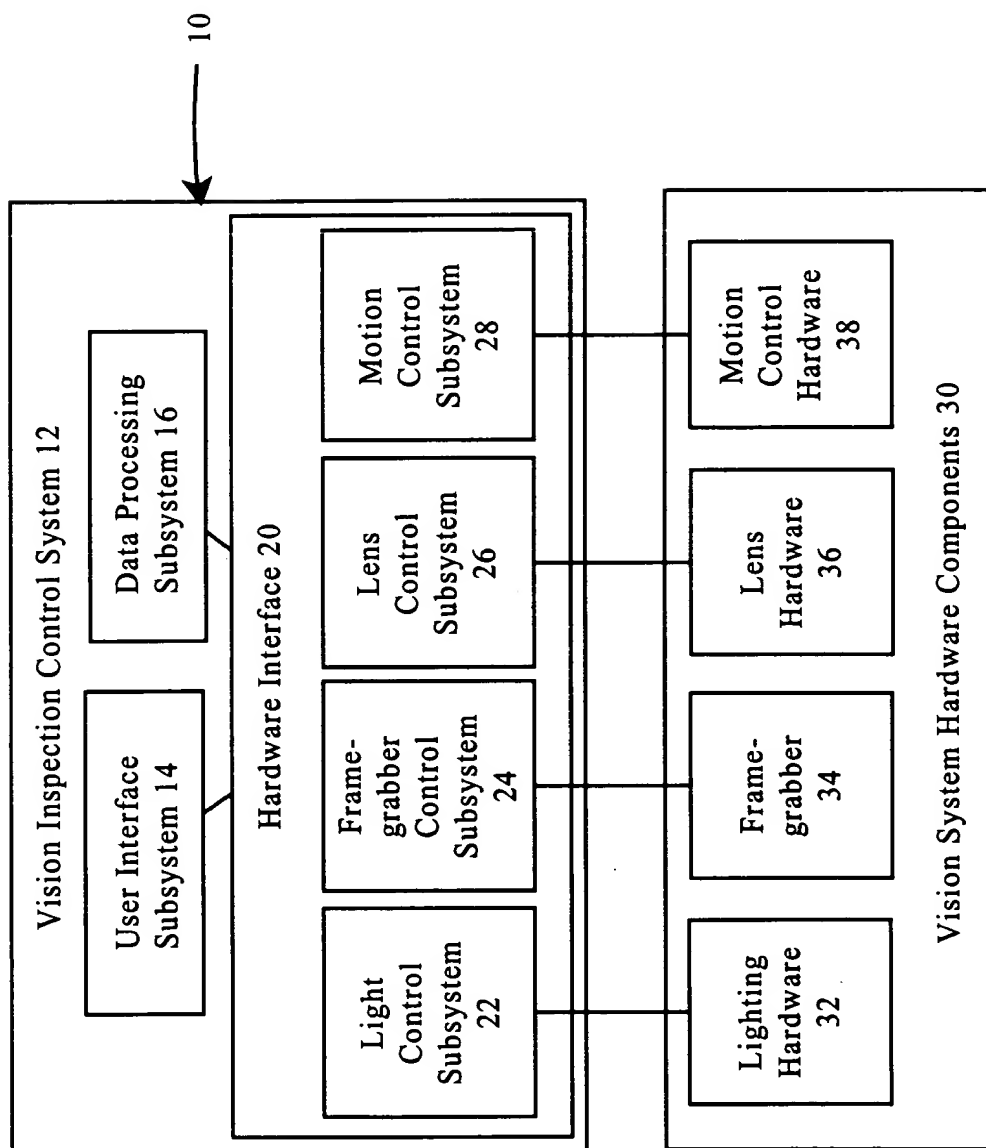 10
Vision Inspection Control System 12
User Interface
Subsystem 14
Data Processing
Subsystem 16
Hardware Interface 20
Light
Control
Subsystem
22
Frame-
grabber
Control
Subsystem
24
Lens
Control
Subsystem
26
Motion
Control
Subsystem
28
Lighting
Hardware
32
Frame-
grabber
34
Lens
Hardware
36
Motion
Control
Hardware
38
Vision System Hardware Components 30